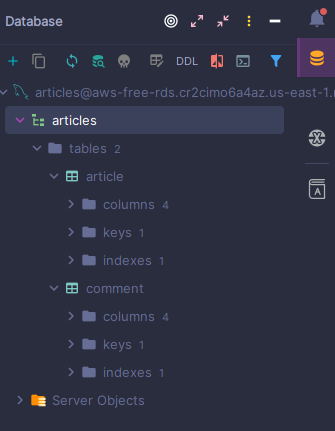 Database
DDL
articles@aws-free-rds.cr2cimo6a4az.us-east-1.
articles
tables 2
article
columns 4
keys 1
indexes 1
comment
columns 4
keys 1
indexes 1
Server Objects